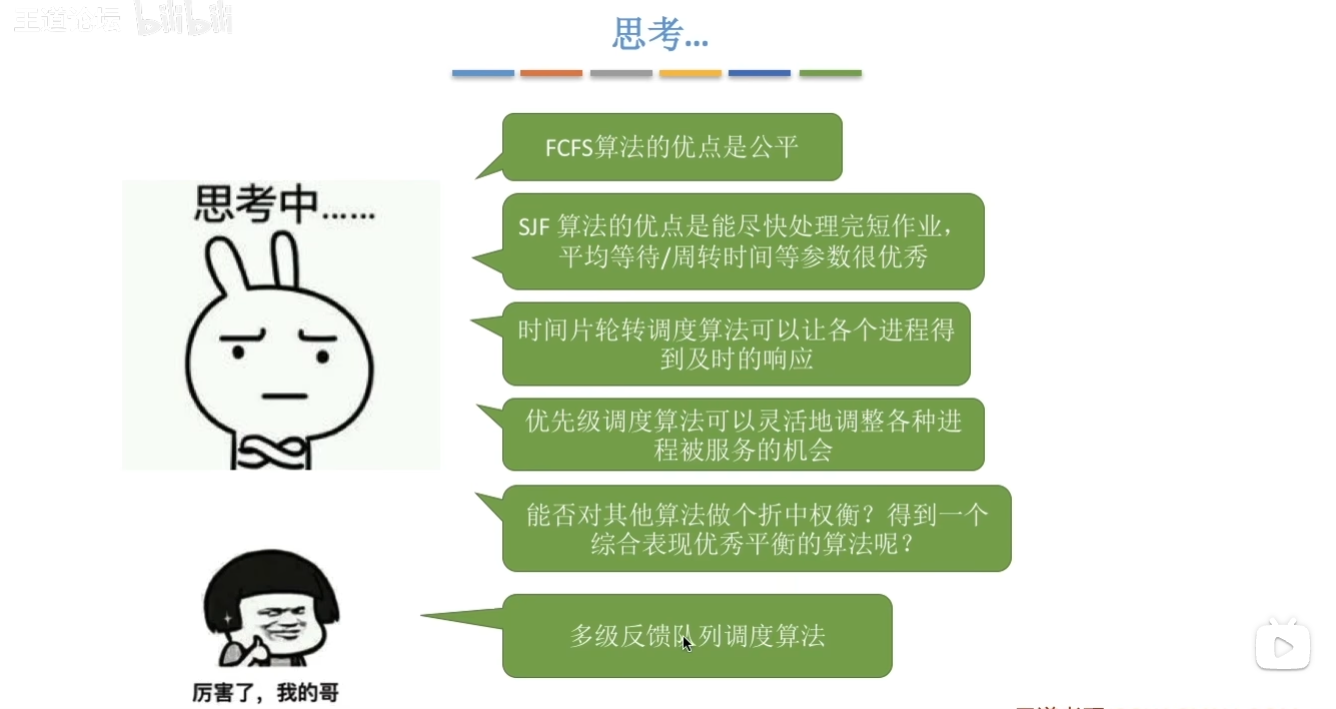 王道论坛 bilibili
思考...
FCFS算法的优点是公平
思考中......
SJF 算法的优点是能尽快处理完短作业，
平均等待/周转时间等参数很优秀
时间片轮转调度算法可以让各个进程得
到及时的响应
优先级调度算法可以灵活地调整各种进
程被服务的机会
能否对其他算法做个折中权衡？得到一个
综合表现优秀平衡的算法呢？
多级反馈队列调度算法
厉害了，我的哥